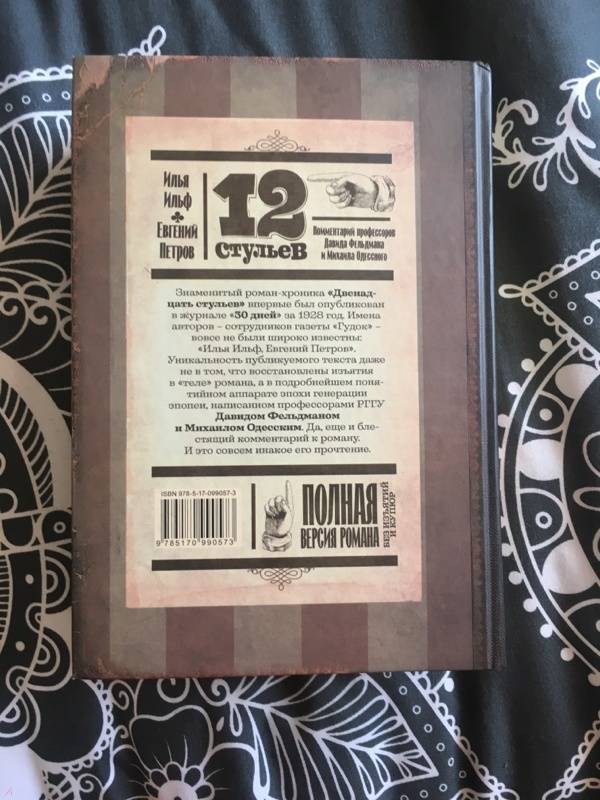 Илья
Ильф
Евгений
Петров
12
стульев
Комментарий профессоров
Давида Фельдмана
и Михаила Одесского
Знаменитый роман-хроника «Двенад-
цать стульев» впервые был опубликован
в журнале «30 дней» за 1928 год. Имена
авторов – сотрудников газеты «Гудок» –
вовсе не были широко известны:
«Илья Ильф, Евгений Петров».
Уникальность публикуемого текста даже
не в том, что восстановлены изъятия
в «теле» романа, а в подробнейшем поня-
тийном аппарате эпохи генерации
эпопеи, написанном профессорами РГГУ
Давидом Фельдманом
и Михаилом Одесским. Да, еще и бле-
стящий комментарий к роману.
И это совсем инакое его прочтение.
ISBN 978-5-17-099057-3
9 785170 990573
ПОЛНАЯ
ВЕРСИЯ РОМАНА
БЕЗ ИЗЪЯТИЙ
И КУПЮР